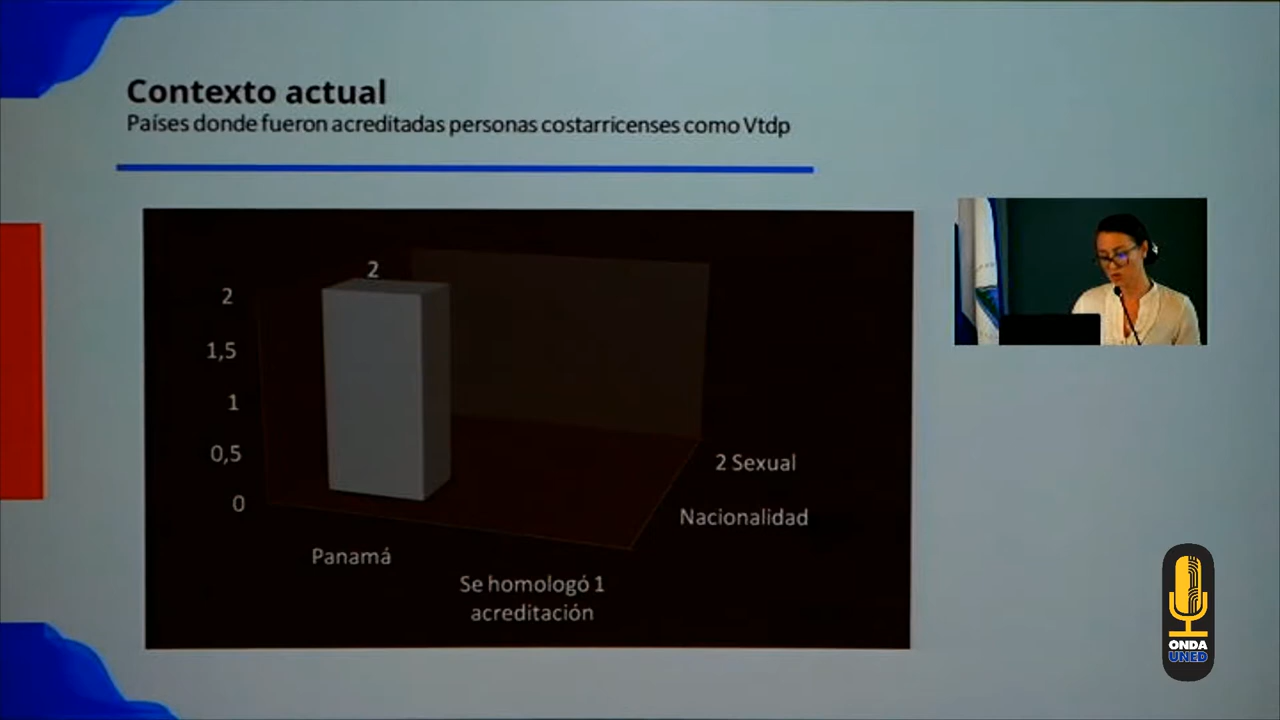 Contexto actual
Países donde fueron acreditadas personas costarricenses como Vtdp
2
2
1,5
1
0,5
0
2 Sexual
Nacionalidad
Panamá
Se homologó 1
acreditación
ONDA
UNED